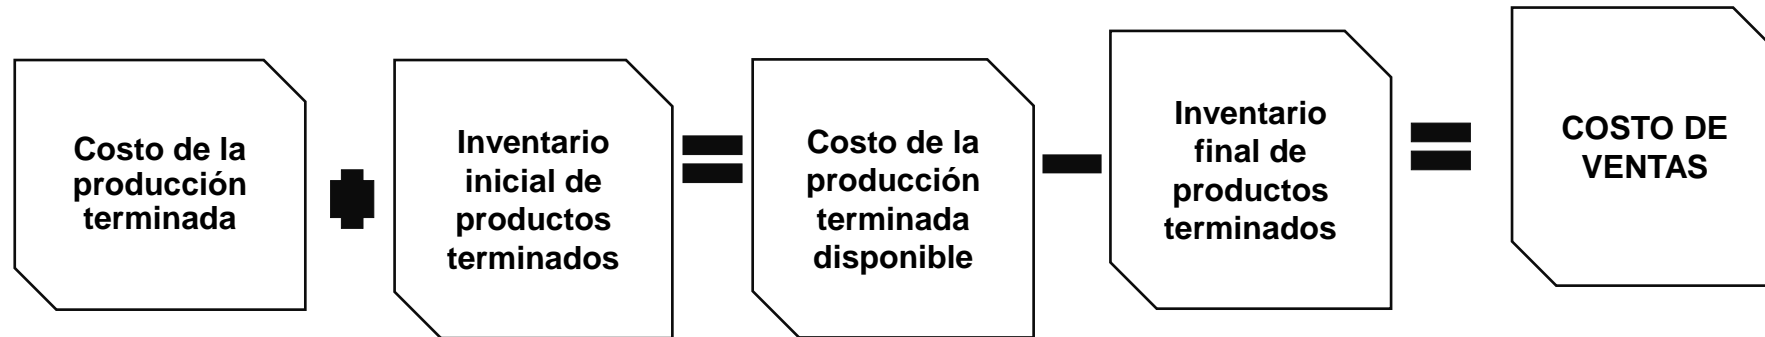 Costo de la
producción
terminada
Inventario
inicial de
productos
terminados
Costo de la
producción
terminada
disponible
Inventario
final de
productos
terminados
COSTO DE
VENTAS